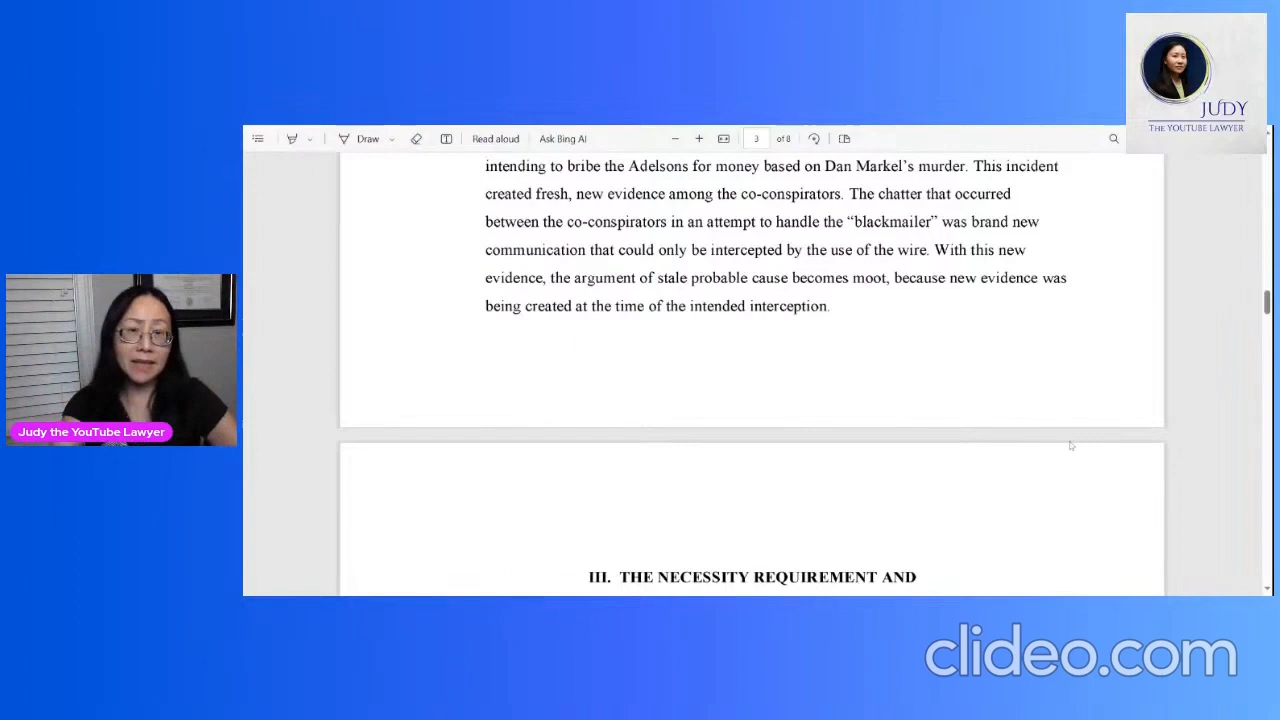 JUDY
THE YOUTUBE LAWYER
Draw
Read aloud
Ask Bing AI
3
of 8
intending to bribe the Adelsons for money based on Dan Markel's murder. This incident
created fresh, new evidence among the co-conspirators. The chatter that occurred
between the co-conspirators in an attempt to handle the “blackmailer” was brand new
communication that could only be intercepted by the use of the wire. With this new
evidence, the argument of stale probable cause becomes moot, because new evidence was
being created at the time of the intended interception.
Judy the YouTube Lawyer
III. THE NECESSITY REQUIREMENT AND
clideo.com